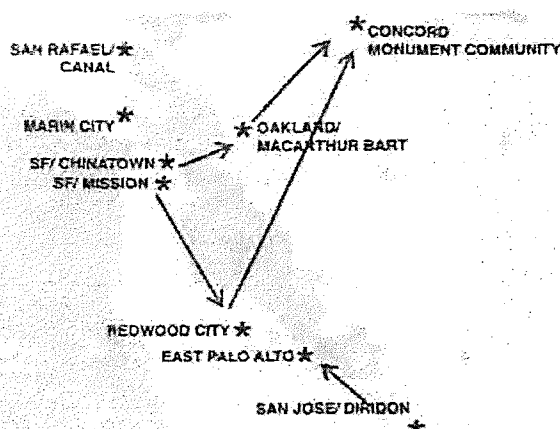 CONCORD
MONUMENT COMMUNITY
SAN RAFAEL/
CANAL
MARIN CITY
OAKLAND/
MACARTHUR BART
SF/ CHINATOWN
SF/ MISSION
REDWOOD CITY
EAST PALO ALTO
SAN JOSE/ DIRIDON